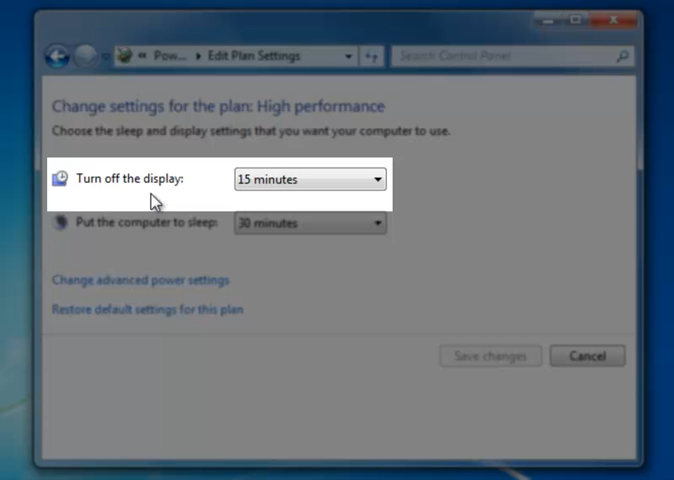 Pow... Edit Plan Settings Search Control Panel
Change settings for the plan: High performance
Choose the sleep and display settings that you want your computer to use.
Turn off the display: 15 minutes
Put the computer to sleep: 30 minutes
Change advanced power settings
Restore default settings for this plan
Save changes Cancel